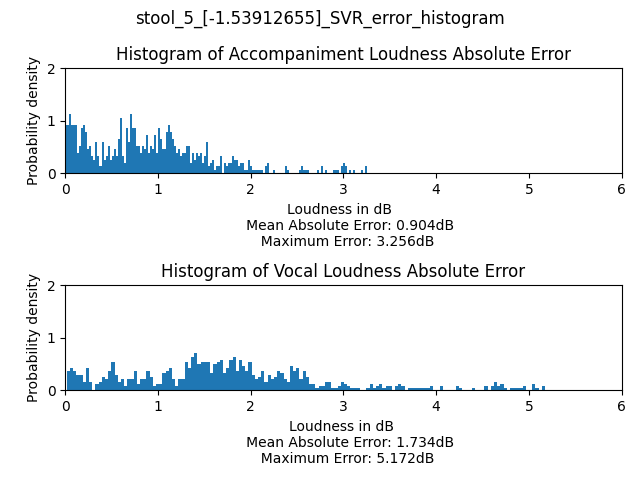 stool_5_[-1.53912655]_SVR_error_histogram
Histogram of Accompaniment Loudness Absolute Error
Probability density
2
1
0
0 1 2 3 4 5 6
Loudness in dB
Mean Absolute Error: 0.904dB
Maximum Error: 3.256dB
Histogram of Vocal Loudness Absolute Error
Probability density
2
1
0
0 1 2 3 4 5 6
Loudness in dB
Mean Absolute Error: 1.734dB
Maximum Error: 5.172dB